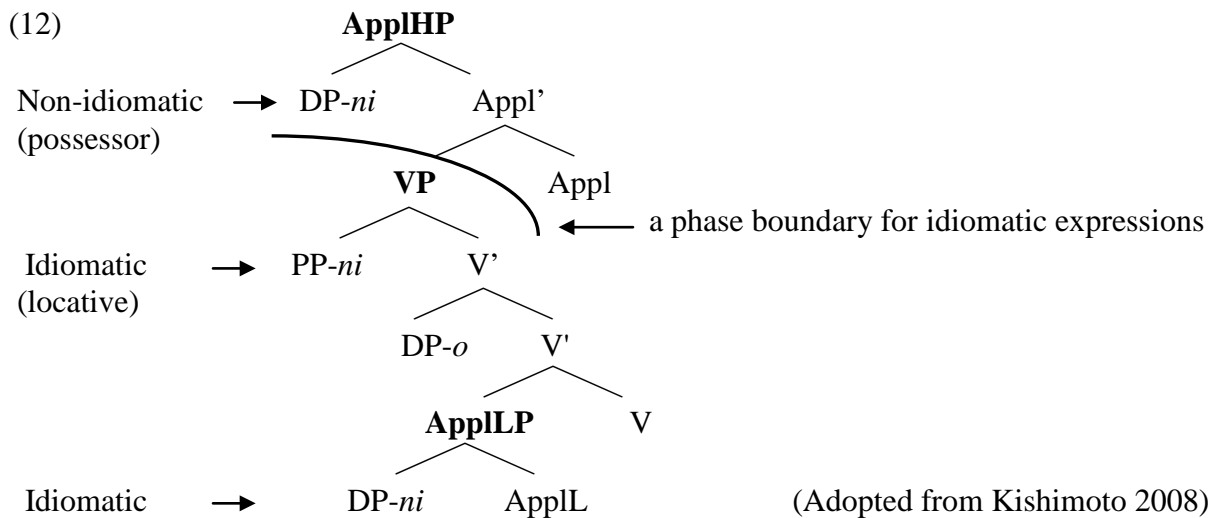 (12) ApplHP
Non-idiomatic DP-ni Appl’
(possessor)
VP Appl
a phase boundary for idiomatic expressions
Idiomatic PP-ni V’
(locative)
DP-o V'
ApplLP V
Idiomatic DP-ni ApplL (Adopted from Kishimoto 2008)